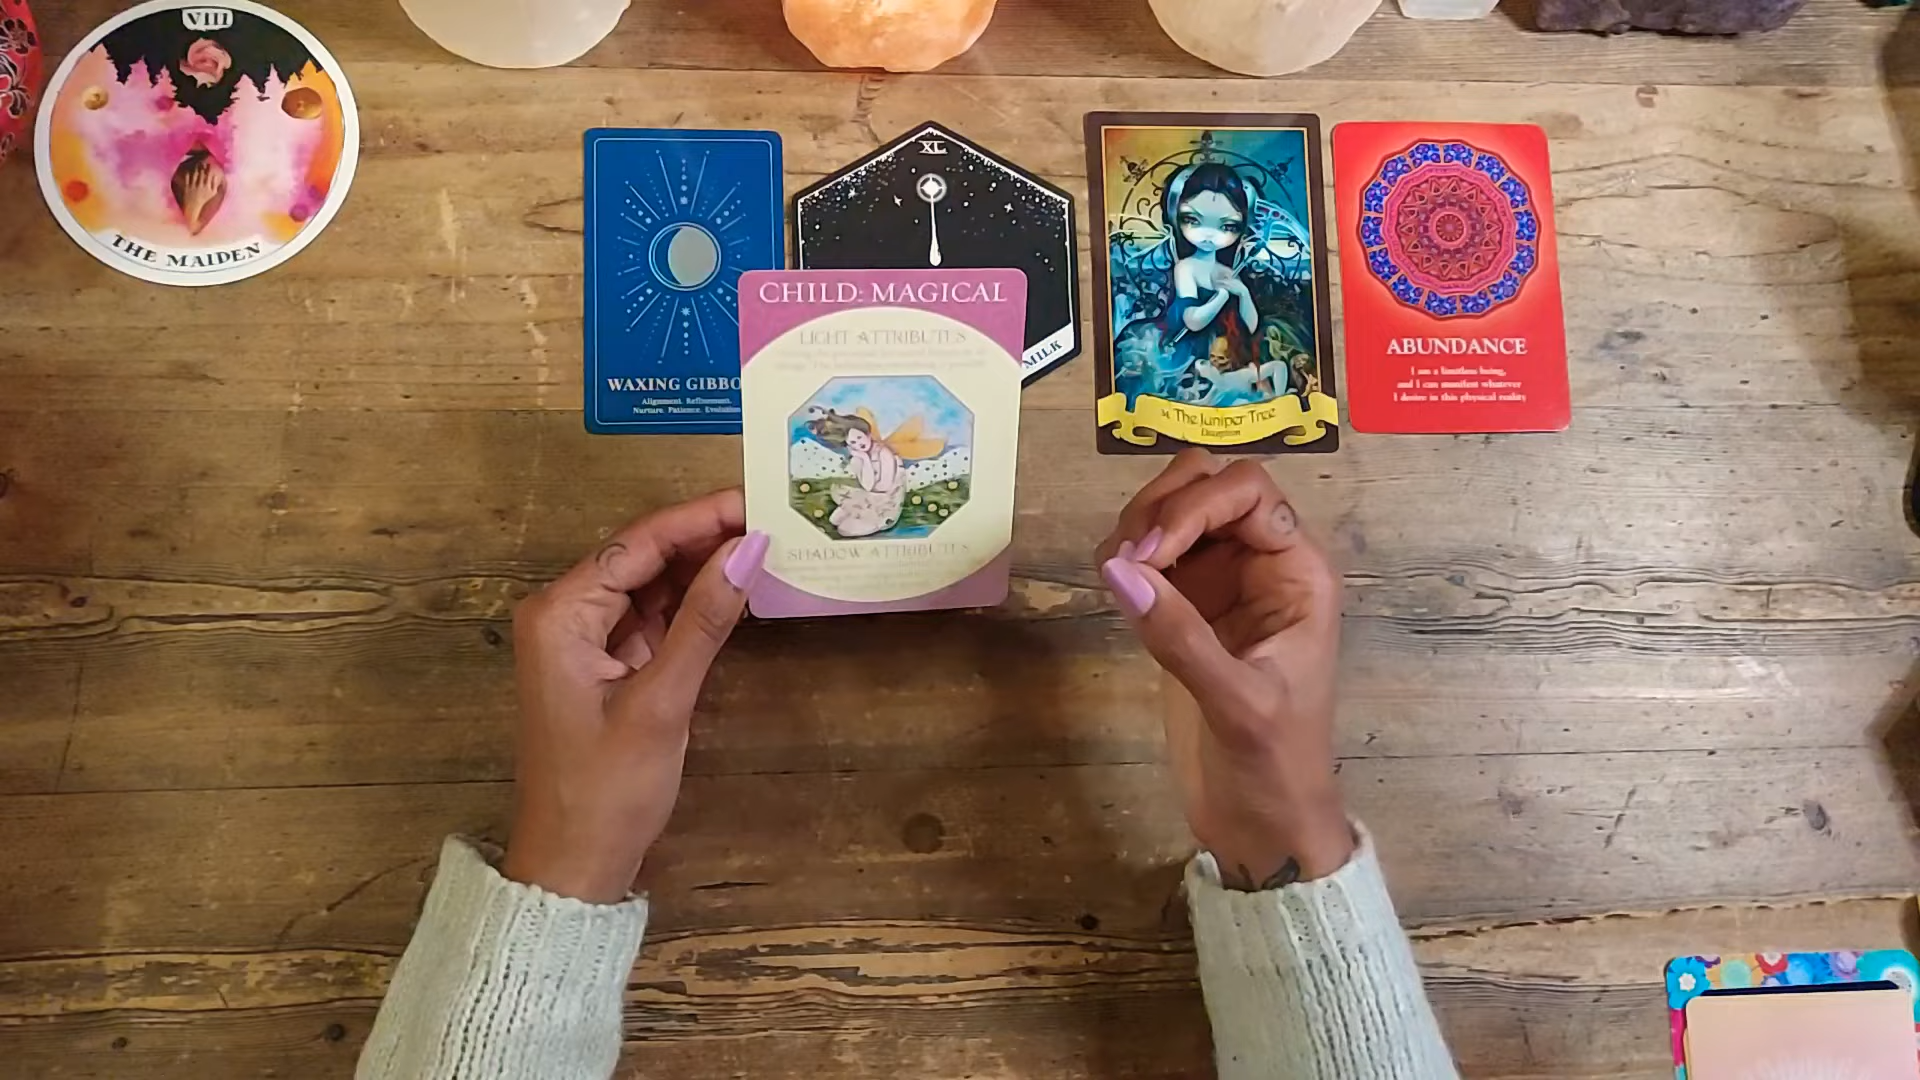 VIII
THE MAIDEN
WAXING GIBBO
Alignment. Refinement.
Nurture. Patience. Evolution
XL
MILK
CHILD: MAGICAL
LIGHT ATTRIBUTES
SHADOW ATTRIBUTES
The Juniper Tree
Deception
ABUNDANCE
I am a limitless being,
and I can manifest whatever
I desire in this physical reality